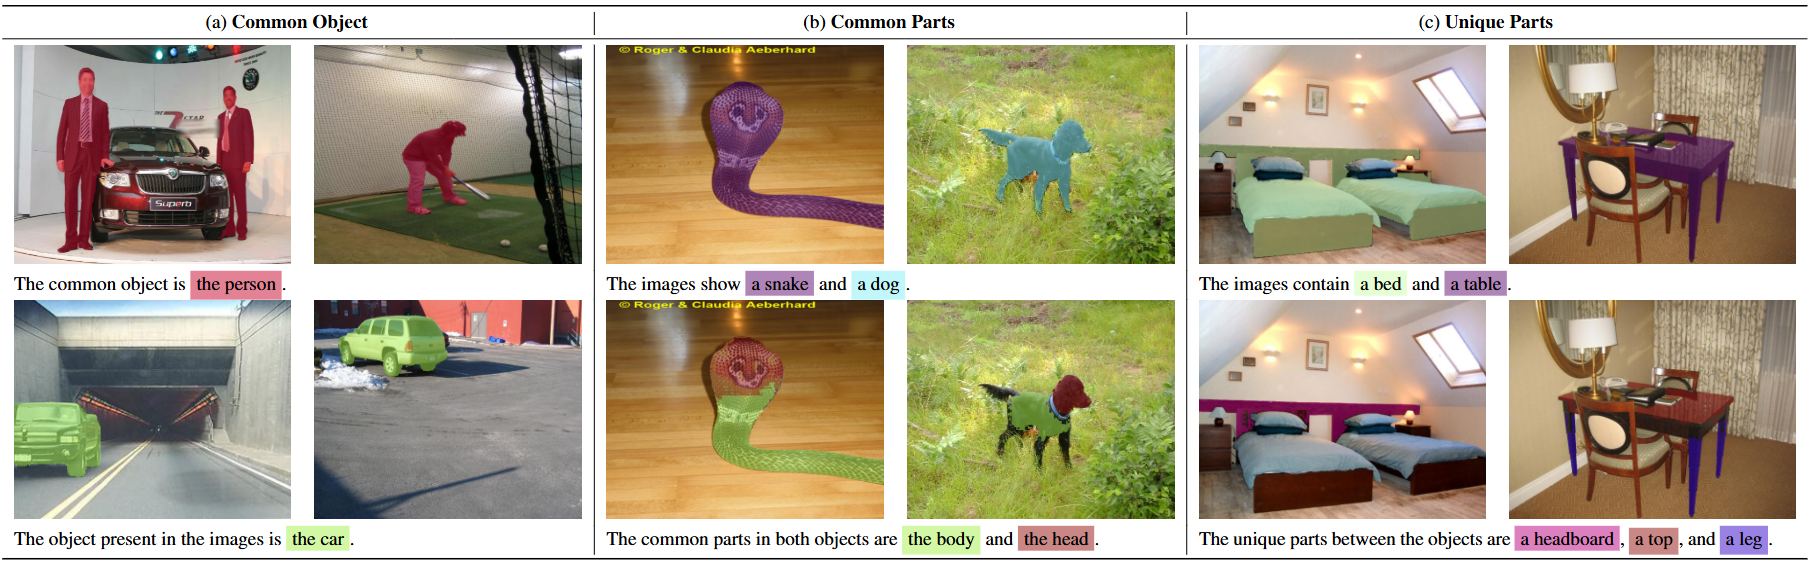 (a) Common Object
(b) Common Parts
(c) Unique Parts
Superb
© Roger & Claudia Aeberhard
The common object is the person .
The images show a snake and a dog .
The images contain a bed and a table .
© Roger & Claudia Aeberhard
The object present in the images is the car .
The common parts in both objects are the body and the head .
The unique parts between the objects are a headboard , a top , and a leg .